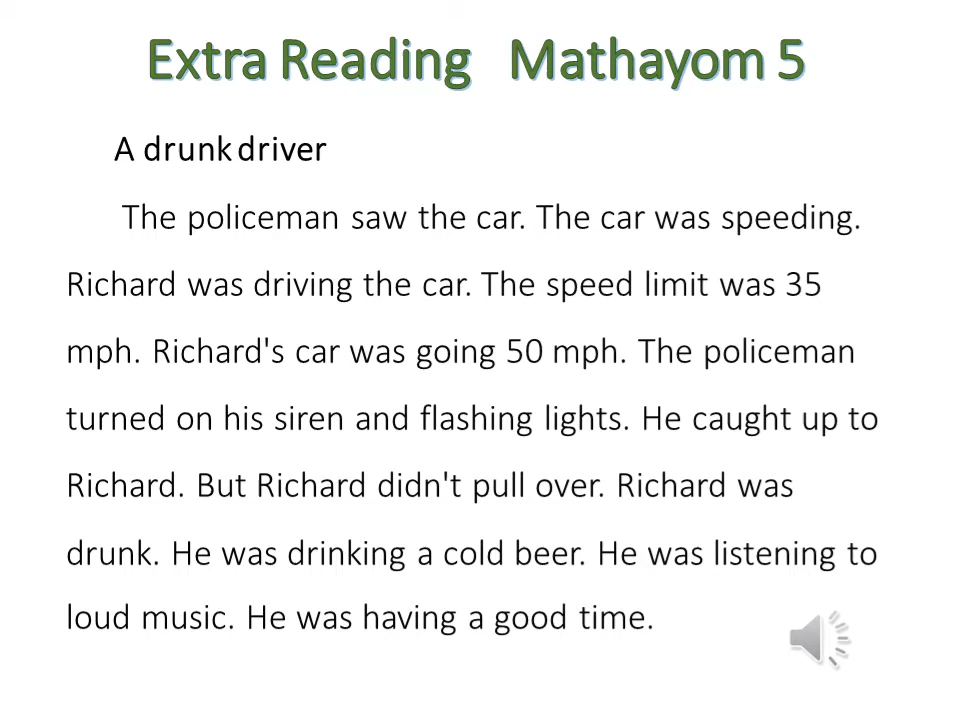 Extra Reading Mathayom 5
A drunk driver
The policeman saw the car. The car was speeding.
Richard was driving the car. The speed limit was 35
mph. Richard's car was going 50 mph. The policeman
turned on his siren and flashing lights. He caught up to
Richard. But Richard didn't pull over. Richard was
drunk. He was drinking a cold beer. He was listening to
loud music. He was having a good time.